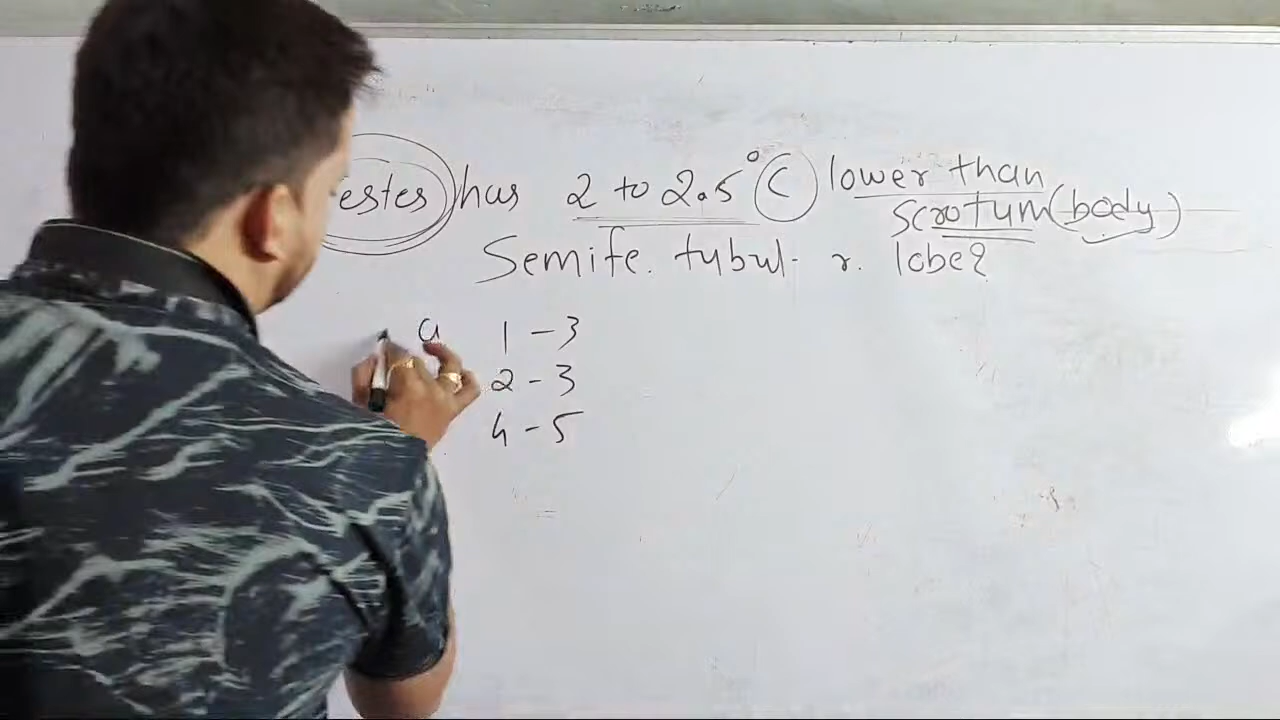 estes has 2 to 2.5°C lower than
scrotum (body)
Semife. tubul. r. lobe?
a 1 - 3
2 - 3
4 - 5